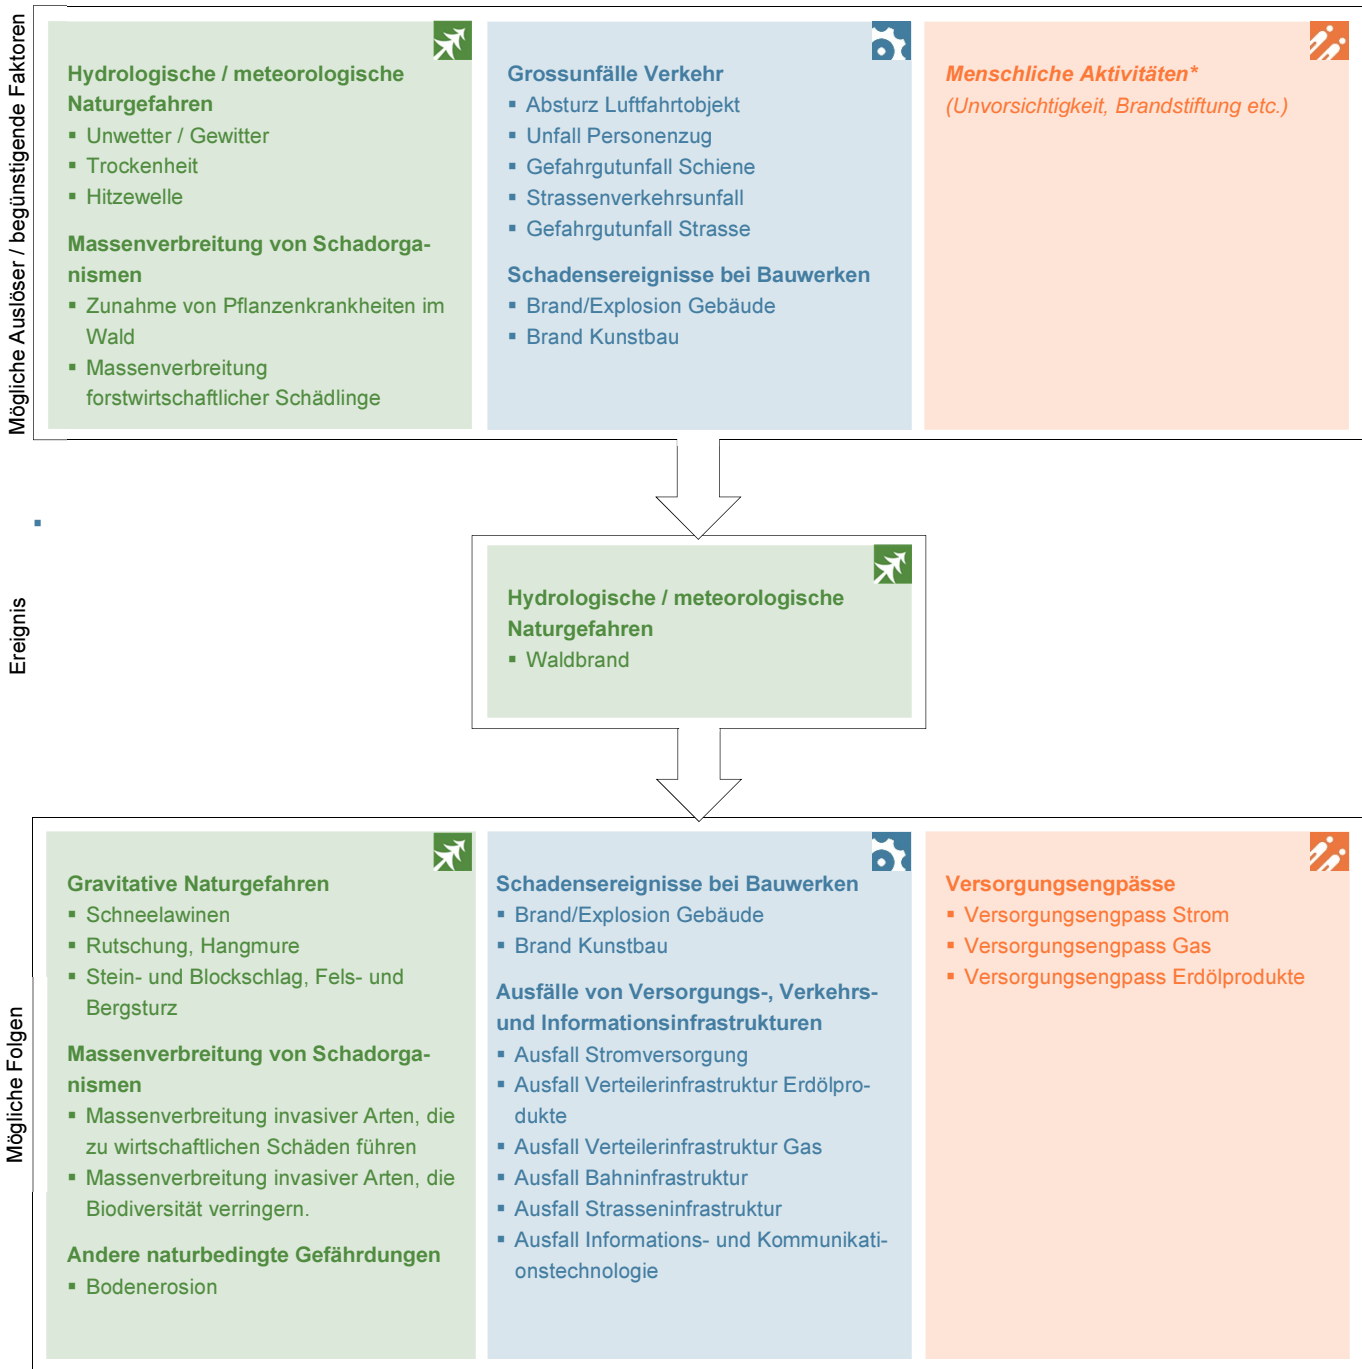 Mögliche Auslöser / begünstigende Faktoren
Hydrologische / meteorologische
Naturgefahren
▪ Unwetter / Gewitter
▪ Trockenheit
▪ Hitzewelle
Massenverbreitung von Schadorga-
nismen
▪ Zunahme von Pflanzenkrankheiten im
Wald
▪ Massenverbreitung
forstwirtschaftlicher Schädlinge
Grossunfälle Verkehr
▪ Absturz Luftfahrtobjekt
▪ Unfall Personenzug
▪ Gefahrgutunfall Schiene
▪ Strassenverkehrsunfall
▪ Gefahrgutunfall Strasse
Schadensereignisse bei Bauwerken
▪ Brand/Explosion Gebäude
▪ Brand Kunstbau
Menschliche Aktivitäten*
(Unvorsichtigkeit, Brandstiftung etc.)
Ereignis
Hydrologische / meteorologische
Naturgefahren
▪ Waldbrand
Mögliche Folgen
Gravitative Naturgefahren
▪ Schneelawinen
▪ Rutschung, Hangmure
▪ Stein- und Blockschlag, Fels- und
Bergsturz
Massenverbreitung von Schadorga-
nismen
▪ Massenverbreitung invasiver Arten, die
zu wirtschaftlichen Schäden führen
▪ Massenverbreitung invasiver Arten, die
Biodiversität verringern.
Andere naturbedingte Gefährdungen
▪ Bodenerosion
Schadensereignisse bei Bauwerken
▪ Brand/Explosion Gebäude
▪ Brand Kunstbau
Ausfälle von Versorgungs-, Verkehrs-
und Informationsinfrastrukturen
▪ Ausfall Stromversorgung
▪ Ausfall Verteilerinfrastruktur Erdölpro-
dukte
▪ Ausfall Verteilerinfrastruktur Gas
▪ Ausfall Bahninfrastruktur
▪ Ausfall Strasseninfrastruktur
▪ Ausfall Informations- und Kommunikati-
onstechnologie
Versorgungsengpässe
▪ Versorgungsengpass Strom
▪ Versorgungsengpass Gas
▪ Versorgungsengpass Erdölprodukte